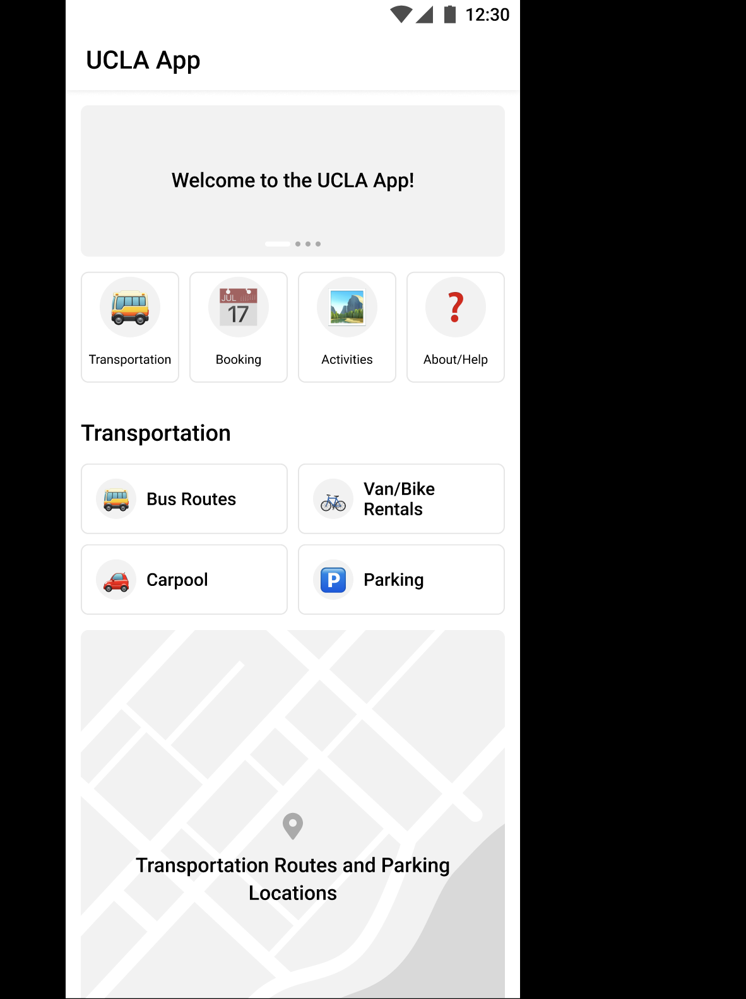 12:30
UCLA App
Welcome to the UCLA App!
JUL
17
Transportation
Booking
Activities
?
About/Help
Transportation
Bus Routes
Van/Bike
Rentals
Carpool
P
Parking
Transportation Routes and Parking
Locations